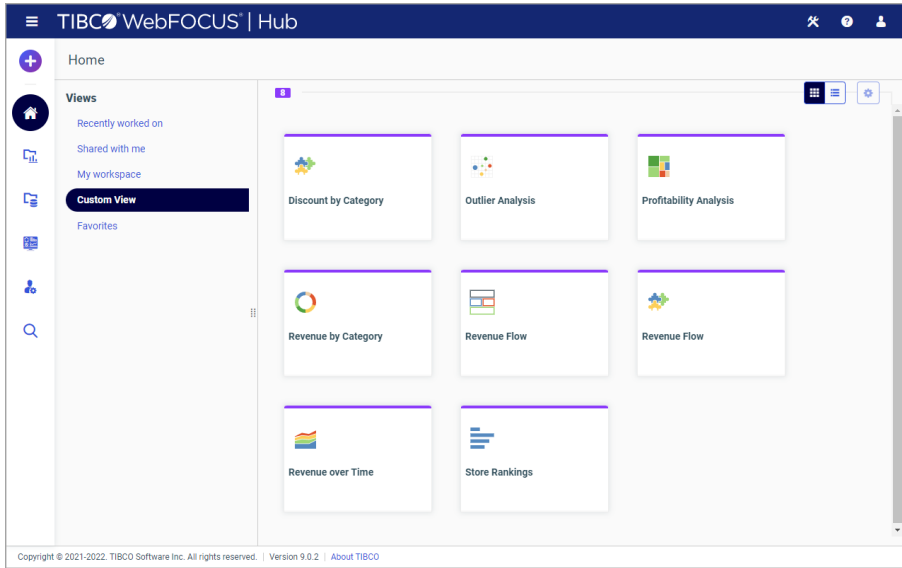 TIBCO WebFOCUS® | Hub
Home
Views
Recently worked on
Shared with me
My workspace
Custom View
Favorites
8
Discount by Category
Outlier Analysis
Profitability Analysis
Revenue by Category
Revenue Flow
Revenue Flow
Revenue over Time
Store Rankings
Copyright © 2021-2022. TIBCO Software Inc. All rights reserved. | Version 9.0.2 | About TIBCO